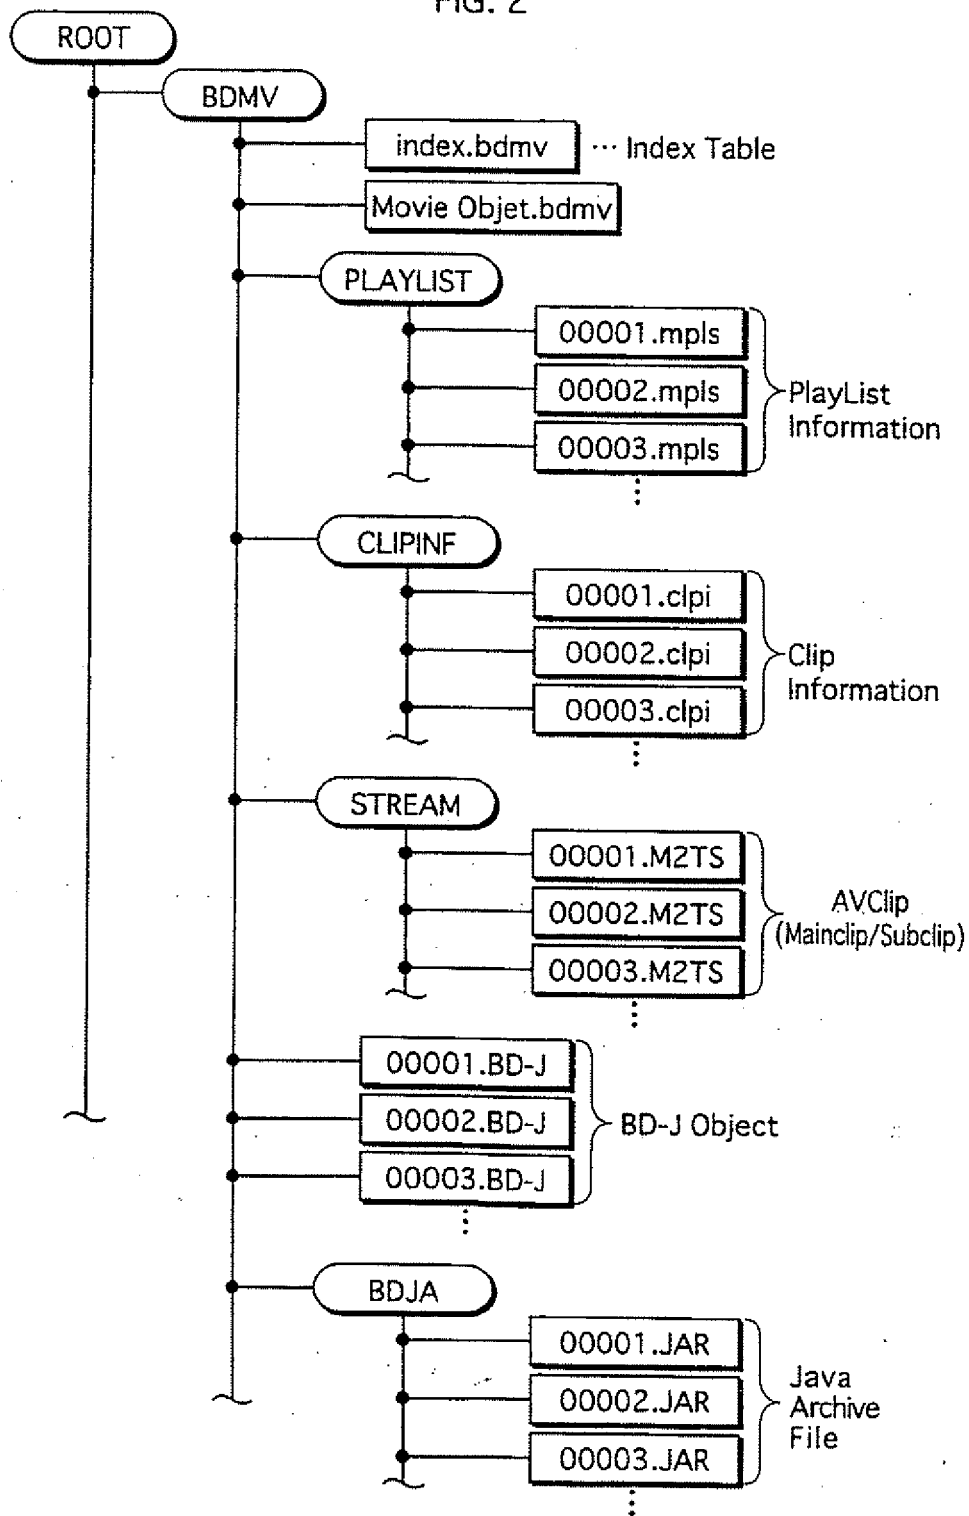 FIG. 2
ROOT
BDMV
index.bdmv ··· Index Table
Movie Objet.bdmv
PLAYLIST
00001.mpls
00002.mpls
00003.mpls
PlayList
Information
CLIPINF
00001.clpi
00002.clpi
00003.clpi
Clip
Information
STREAM
00001.M2TS
00002.M2TS
00003.M2TS
AVClip
(Mainclip/Subclip)
00001.BD-J
00002.BD-J
00003.BD-J
BD-J Object
BDJA
00001.JAR
00002.JAR
00003.JAR
Java
Archive
File